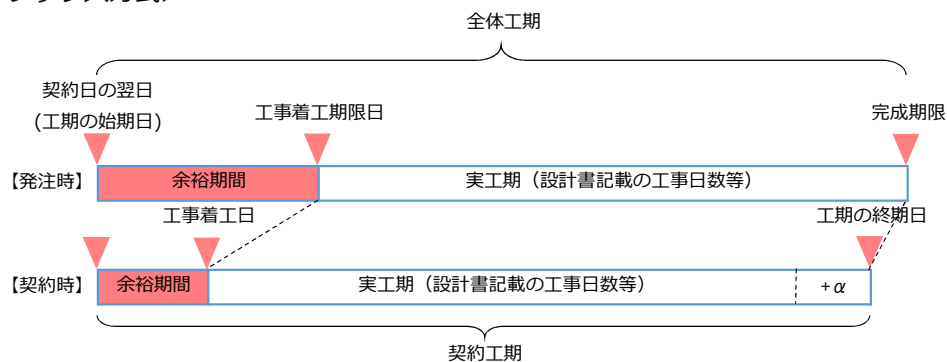 全体工期
契約日の翌日
(工期の始期日)
工事着工期限日
完成期限
【発注時】
余裕期間
実工期（設計書記載の工事日数等）
工事着工日
工期の終期日
【契約時】
余裕期間
実工期（設計書記載の工事日数等）
+α
契約工期